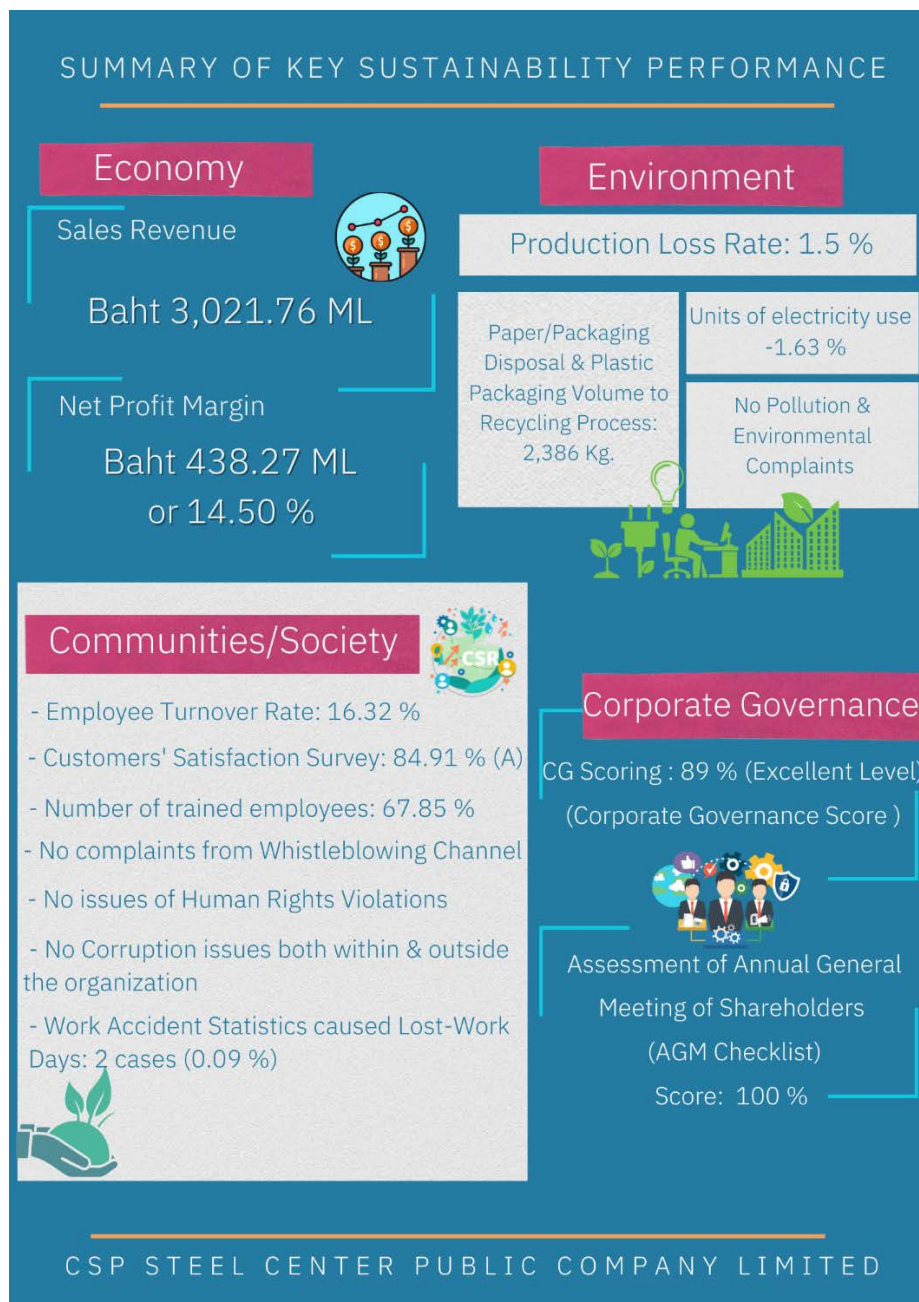 SUMMARY OF KEY SUSTAINABILITY PERFORMANCE
Economy
Sales Revenue
Baht 3,021.76 ML
Net Profit Margin
Baht 438.27 ML
or 14.50 %
Environment
Production Loss Rate: 1.5 %
Paper/Packaging
Disposal & Plastic
Packaging Volume to
Recycling Process:
2,386 Kg.
Units of electricity use
-1.63 %
No Pollution &
Environmental
Complaints
Communities/Society
CSR
- Employee Turnover Rate: 16.32 %
- Customers' Satisfaction Survey: 84.91 % (A)
- Number of trained employees: 67.85 %
- No complaints from Whistleblowing Channel
- No issues of Human Rights Violations
- No Corruption issues both within & outside
the organization
- Work Accident Statistics caused Lost-Work
Days: 2 cases (0.09 %)
Corporate Governance
CG Scoring : 89 % (Excellent Level)
(Corporate Governance Score )
Assessment of Annual General
Meeting of Shareholders
(AGM Checklist)
Score: 100 %
CSP STEEL CENTER PUBLIC COMPANY LIMITED